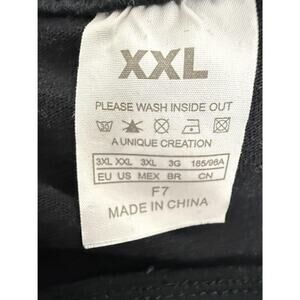 XXL
PLEASE WASH INSIDE OUT
A UNIQUE CREATION
3XL XXL 3XL 3G 185/98A
EU US MEX BR CN
F7
MADE IN CHINA